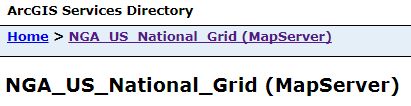 ArcGIS Services Directory
Home > NGA_US_National_Grid (MapServer)
NGA_US_National_Grid (MapServer)